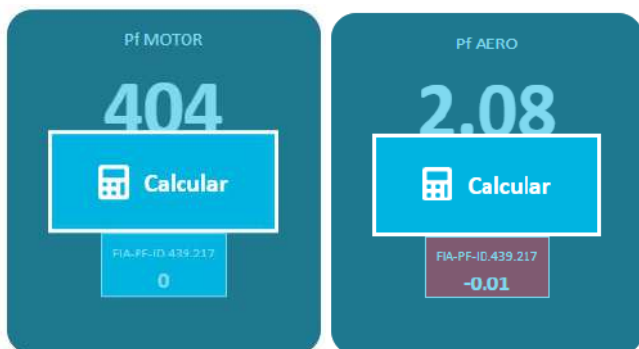 Pf MOTOR
404
Calcular
FIA-PF-ID.439.217
0
Pf AERO
2.08
Calcular
FIA-PF-ID.439.217
-0.01